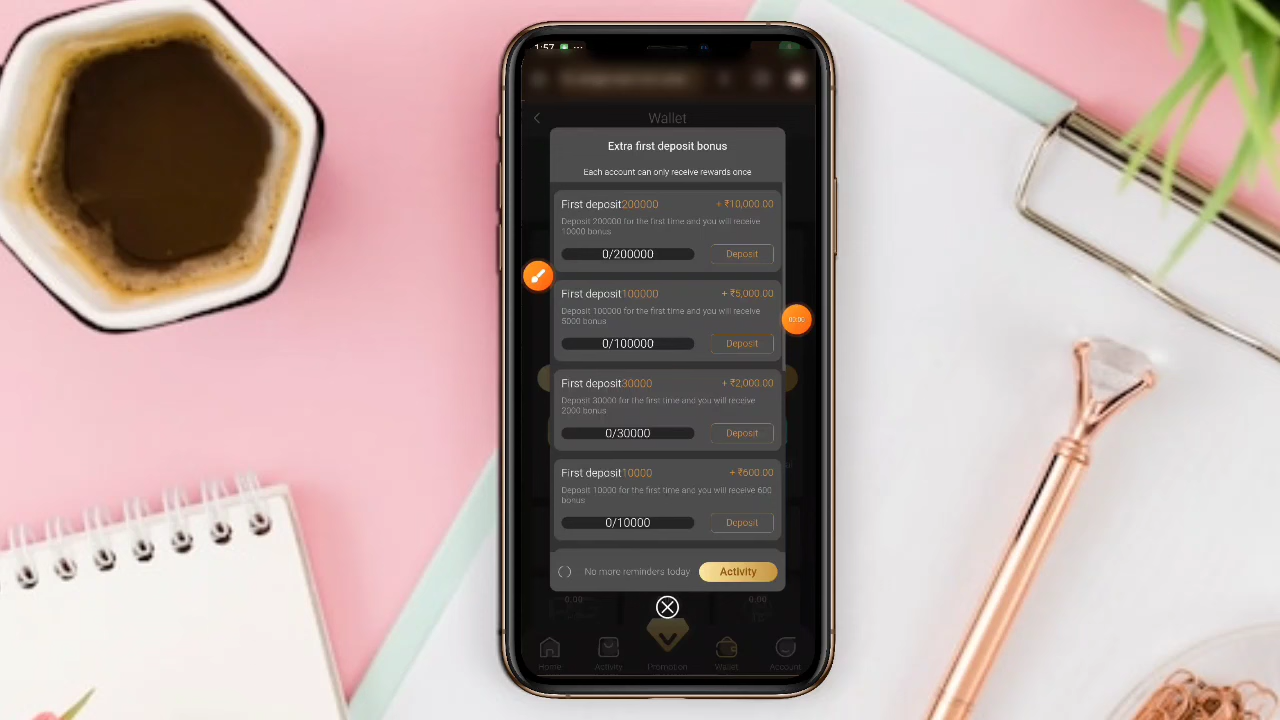 1:57
Wallet
Extra first deposit bonus
Each account can only receive rewards once
First deposit200000
+ ₹10,000.00
Deposit 200000 for the first time and you will receive
10000 bonus
0/200000
Deposit
First deposit100000
+ ₹5,000.00
Deposit 100000 for the first time and you will receive
5000 bonus
0/100000
Deposit
First deposit30000
+ ₹2,000.00
Deposit 30000 for the first time and you will receive
2000 bonus
0/30000
Deposit
First deposit10000
+ ₹600.00
Deposit 10000 for the first time and you will receive 600
bonus
0/10000
Deposit
No more reminders today
Activity
Home
Activity
Promotion
Wallet
Account